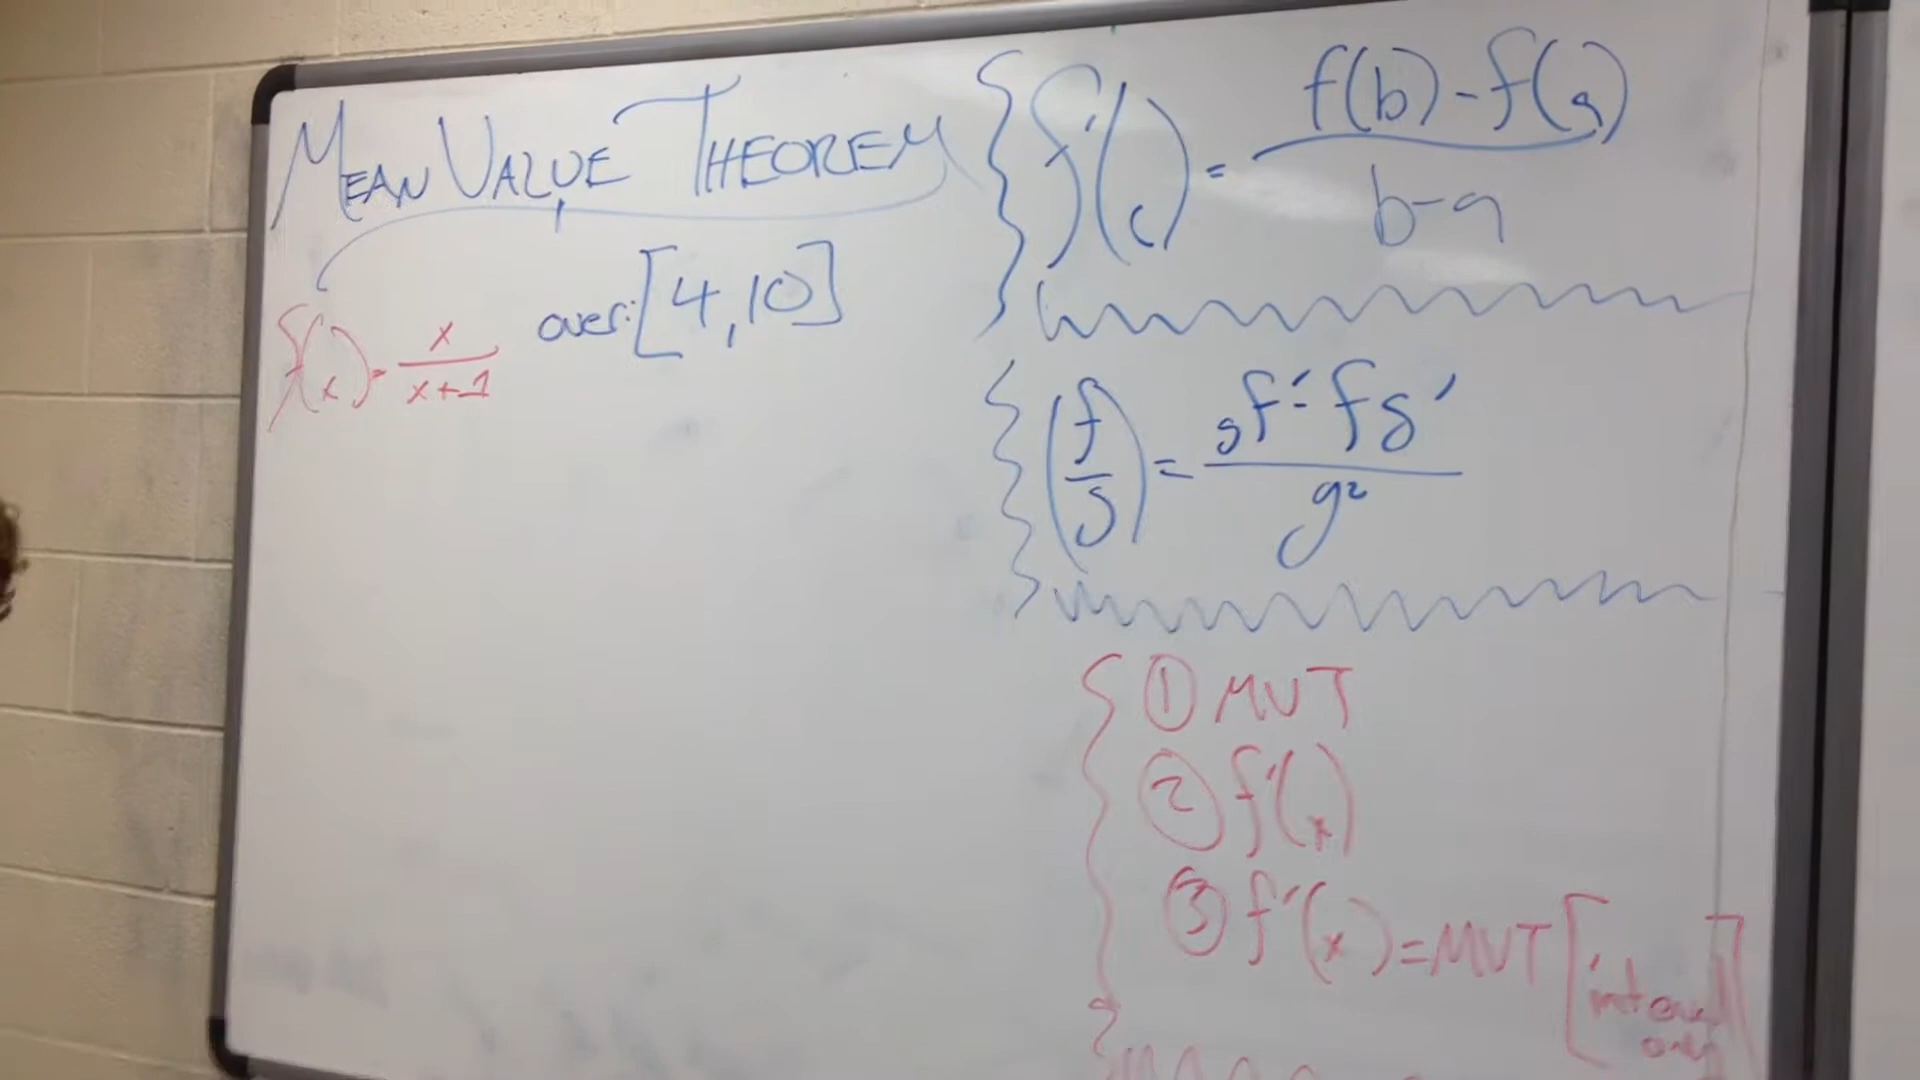 MEAN VALUE THEOREM
f(x) = x/(x+1) over: [4,10]
f'(c) = (f(b)-f(a))/(b-a)
(f/g) = (gf'-fg')/g²
① MVT
② f'(x)
③ f'(x) = MVT [interval only]